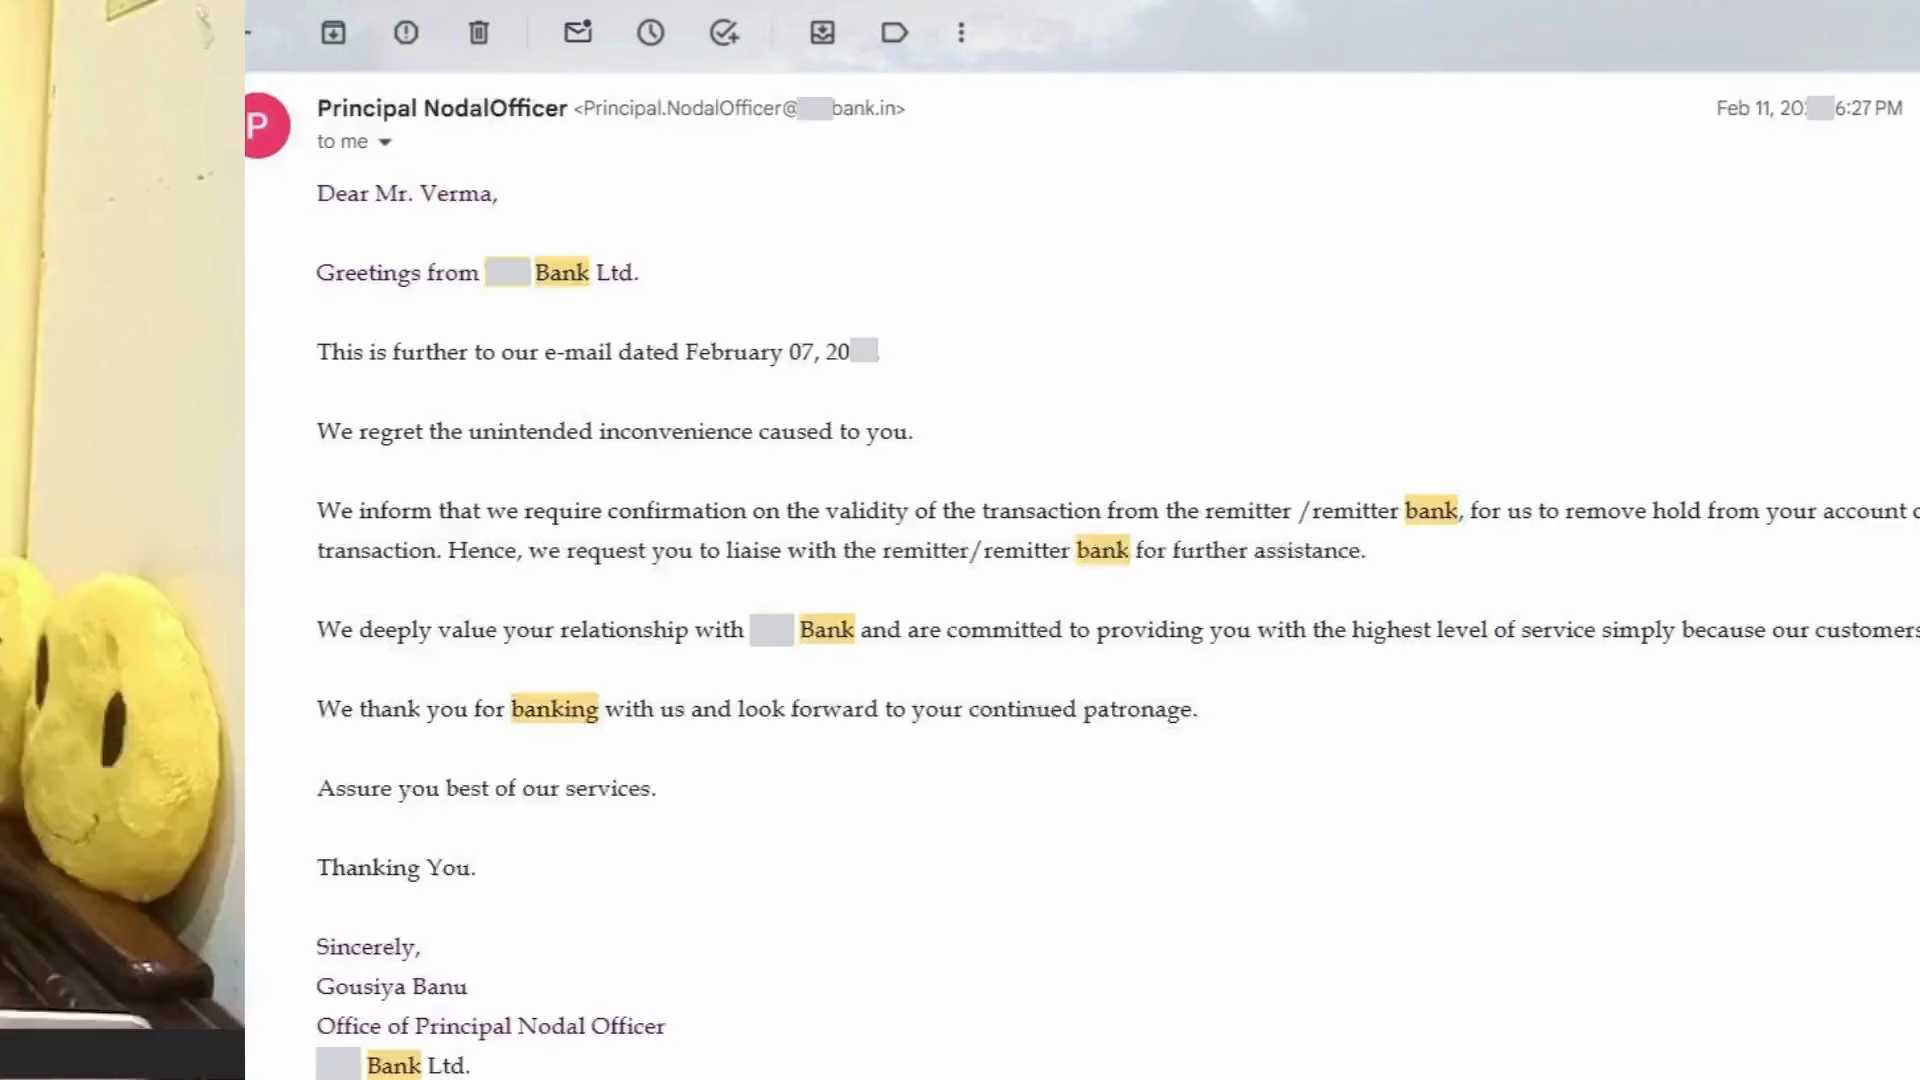 P
Principal NodalOfficer <Principal.NodalOfficer@ bank.in>
Feb 11, 20 6:27 PM
to me
Dear Mr. Verma,
Greetings from Bank Ltd.
This is further to our e-mail dated February 07, 20
We regret the unintended inconvenience caused to you.
We inform that we require confirmation on the validity of the transaction from the remitter /remitter bank, for us to remove hold from your account
transaction. Hence, we request you to liaise with the remitter/remitter bank for further assistance.
We deeply value your relationship with Bank and are committed to providing you with the highest level of service simply because our customers
We thank you for banking with us and look forward to your continued patronage.
Assure you best of our services.
Thanking You.
Sincerely,
Gousiya Banu
Office of Principal Nodal Officer
Bank Ltd.